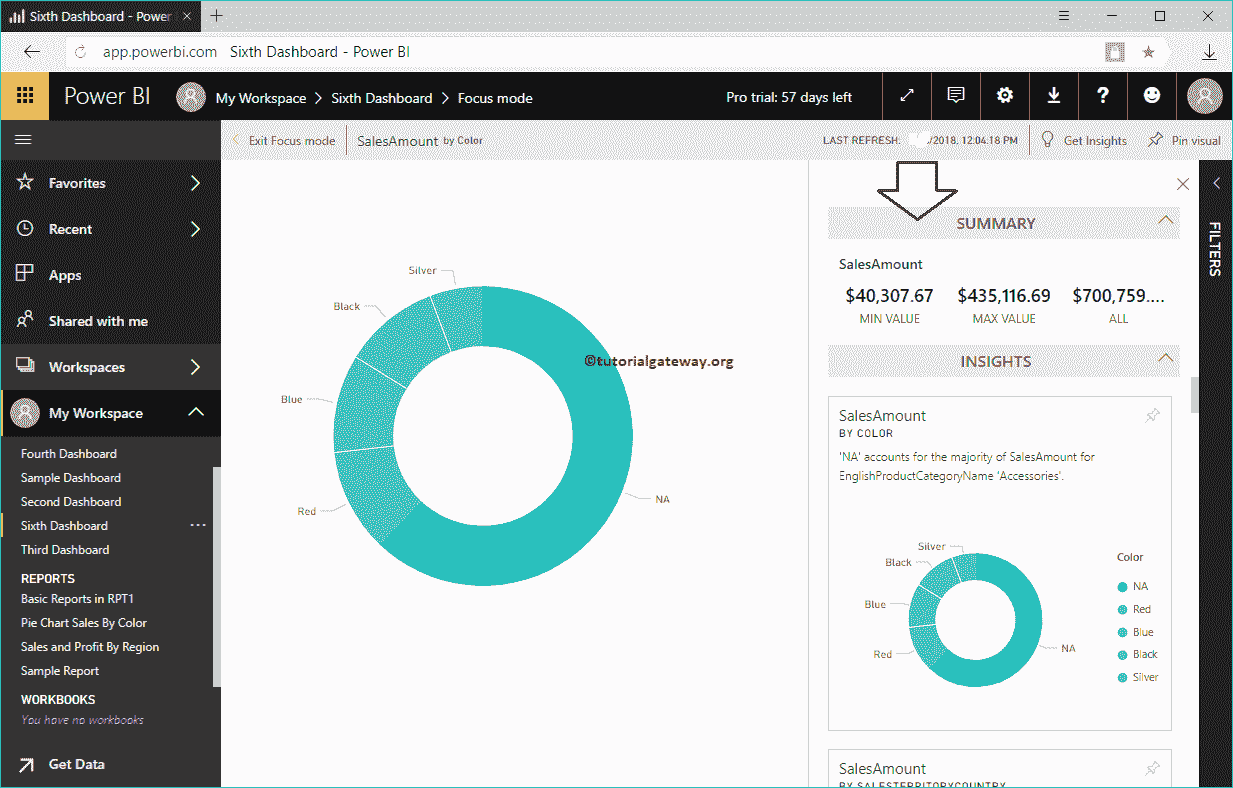 Sixth Dashboard - Power
app.powerbi.com Sixth Dashboard - Power BI
Power BI My Workspace > Sixth Dashboard > Focus mode Pro trial: 57 days left ?
Exit Focus mode SalesAmount by Color LAST REFRESH: /2018, 12:04:18 PM Get Insights Pin visual
Favorites
Recent
Apps
Shared with me
Workspaces
My Workspace
Fourth Dashboard
Sample Dashboard
Second Dashboard
Sixth Dashboard ...
Third Dashboard
REPORTS
Basic Reports in RPT1
Pie Chart Sales By Color
Sales and Profit By Region
Sample Report
WORKBOOKS
You have no workbooks
Get Data
Silver
Black
Blue
Red
NA
©tutorialgateway.org
SUMMARY
SalesAmount
$40,307.67 $435,116.69 $700,759....
MIN VALUE MAX VALUE ALL
INSIGHTS
SalesAmount
BY COLOR
'NA' accounts for the majority of SalesAmount for
EnglishProductCategoryName 'Accessories'.
Silver
Black
Blue
Red
NA
Color
NA
Red
Blue
Black
Silver
SalesAmount
BY SALESTERRITORYCOUNTRY
FILTERS